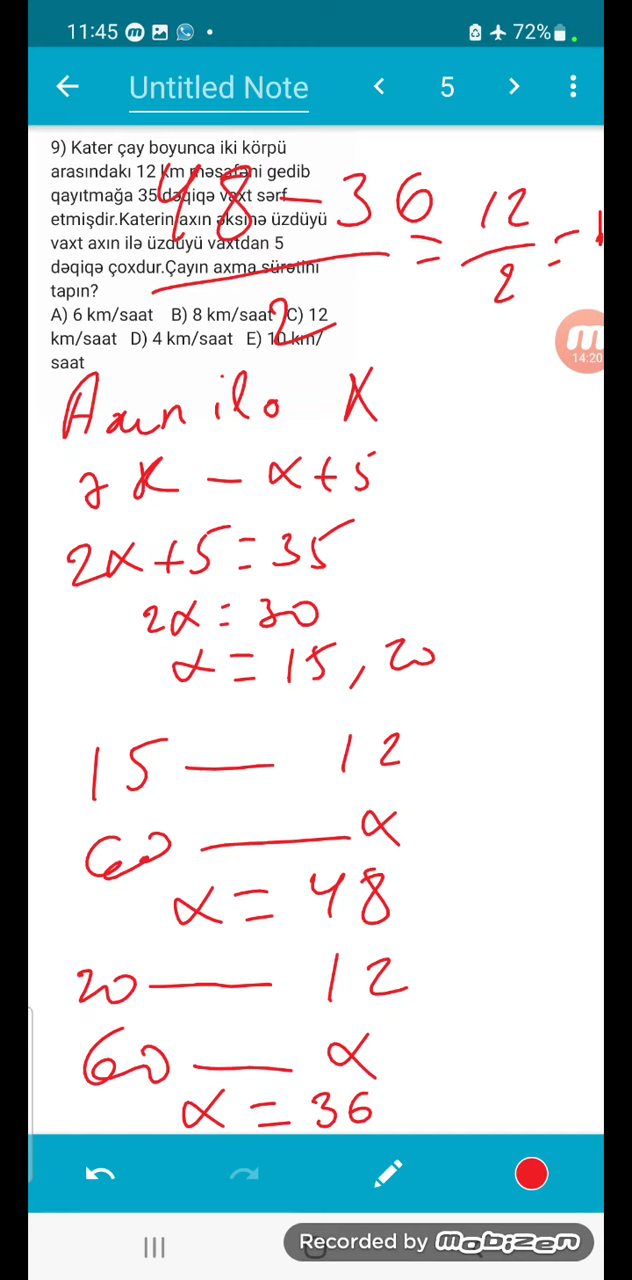 11:45 72%
Untitled Note 5
9) Kater çay boyunca iki körpü
arasındakı 12 km məsafəni gedib
qayıtmağa 35 dəqiqə vaxt sərf
etmişdir.Katerin axın əksinə üzdüyü
vaxt axın ilə üzdüyü vaxtdan 5
dəqiqə çoxdur.Çayın axma sürətini
tapın?
A) 6 km/saat B) 8 km/saat C) 12
km/saat D) 4 km/saat E) 10 km/
saat
48 - 36 / 2 = 12 / 2 =
14:20
Axın ilə x
ə x - x + 5
2x + 5 = 35
2x = 30
x = 15, 20
15 — 12
60 — x
x = 48
20 — 12
60 — x
x = 36
Recorded by mobizen